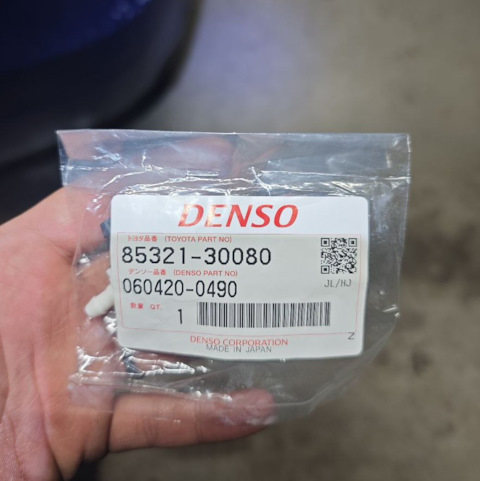 DENSO
トヨタ品番 (TOYOTA PART NO)
85321-30080
デンソー品番 (DENSO PART NO)
060420-0490
JL/HJ
数量 QT. 1
Z
DENSO CORPORATION
MADE IN JAPAN